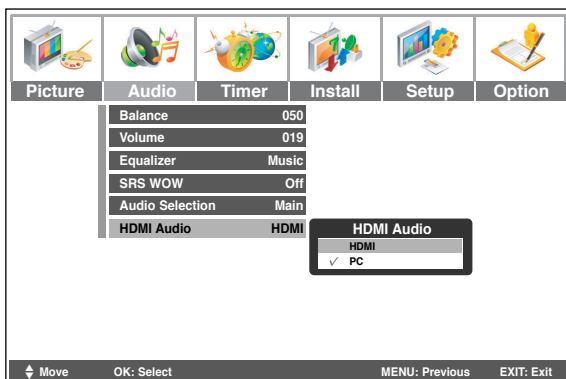 Picture Audio Timer Install Setup Option
Balance 050
Volume 019
Equalizer Music
SRS WOW Off
Audio Selection Main
HDMI Audio HDMI
HDMI Audio
HDMI
✓ PC
Move OK: Select MENU: Previous EXIT: Exit